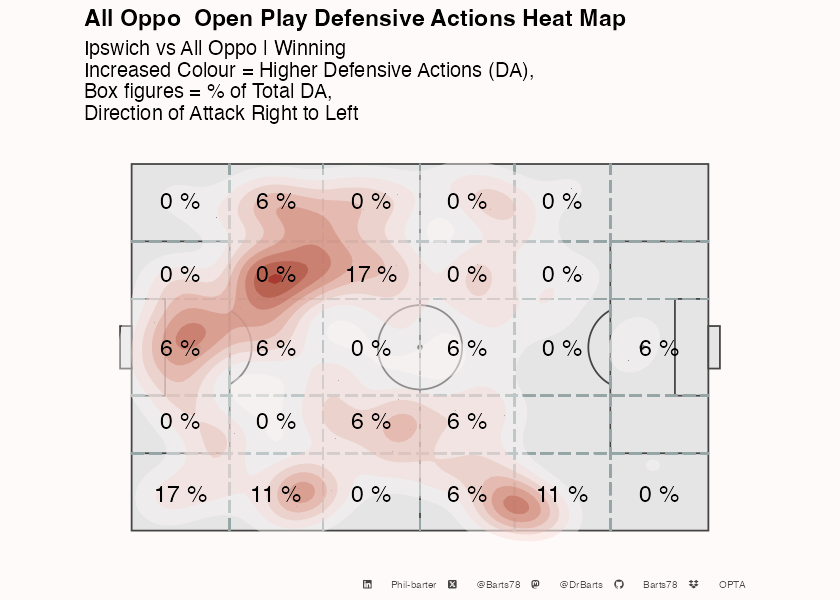 All Oppo  Open Play Defensive Actions Heat Map
Ipswich vs All Oppo | Winning
Increased Colour = Higher Defensive Actions (DA),
Box figures = % of Total DA,
Direction of Attack Right to Left
0 % 6 % 0 % 0 % 0 %
0 % 0 % 17 % 0 % 0 %
6 % 6 % 0 % 6 % 0 % 6 %
0 % 0 % 6 % 6 %
17 % 11 % 0 % 6 % 11 % 0 %
Phil-barter @Barts78 @DrBarts Barts78 OPTA